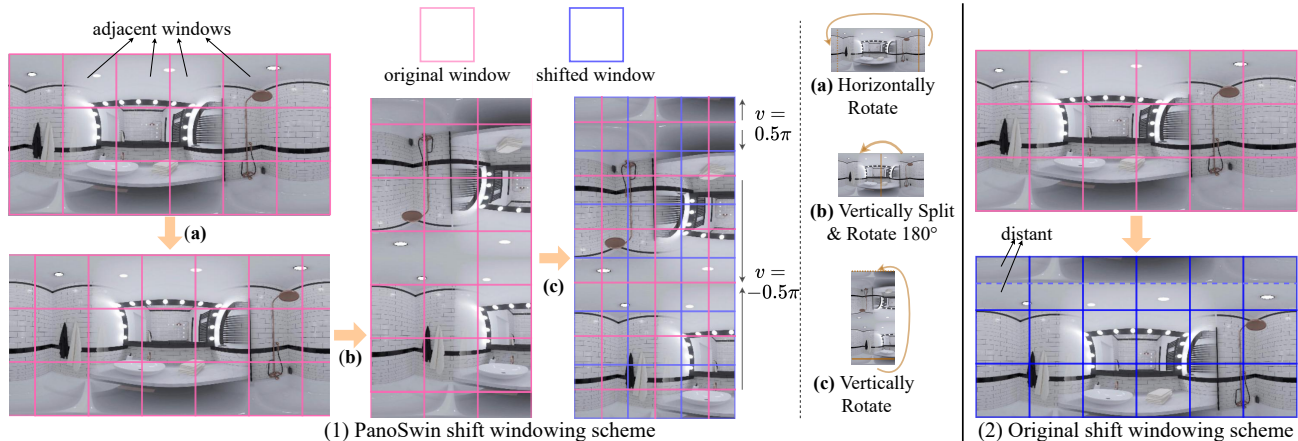 adjacent windows
(a)
(b)
original window
shifted window
(c)
v =
0.5π
v =
−0.5π
(a) Horizontally
Rotate
(b) Vertically Split
& Rotate 180°
(c) Vertically
Rotate
distant
(1) PanoSwin shift windowing scheme
(2) Original shift windowing scheme